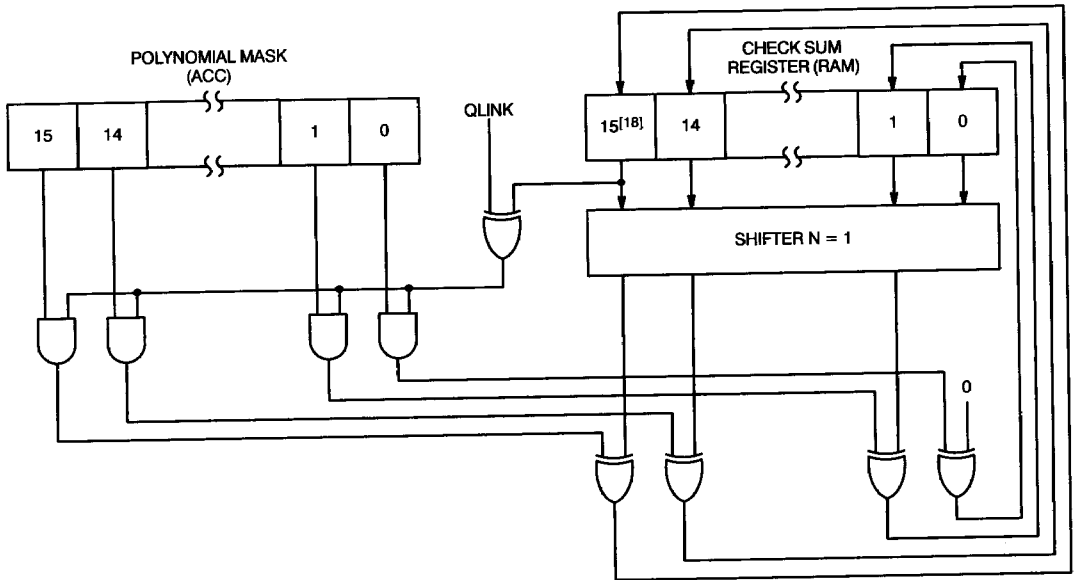 POLYNOMIAL MASK
(ACC)
15 14 1 0
QLINK
CHECK SUM
REGISTER (RAM)
15[18] 14 1 0
SHIFTER N = 1
0